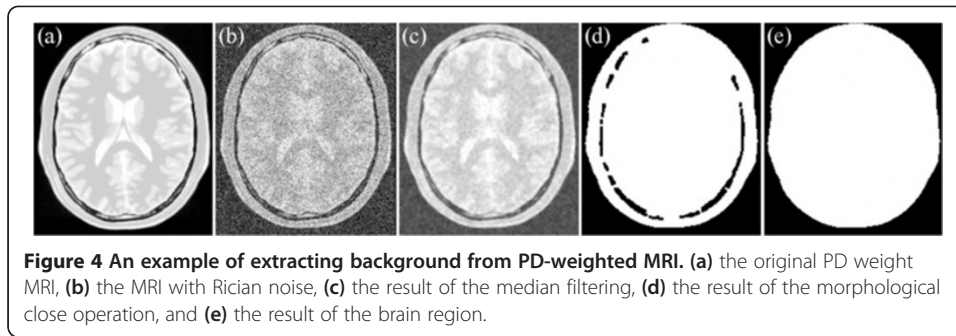 (a) (b) (c) (d) (e)
Figure 4 An example of extracting background from PD-weighted MRI. (a) the original PD weight
MRI, (b) the MRI with Rician noise, (c) the result of the median filtering, (d) the result of the morphological
close operation, and (e) the result of the brain region.